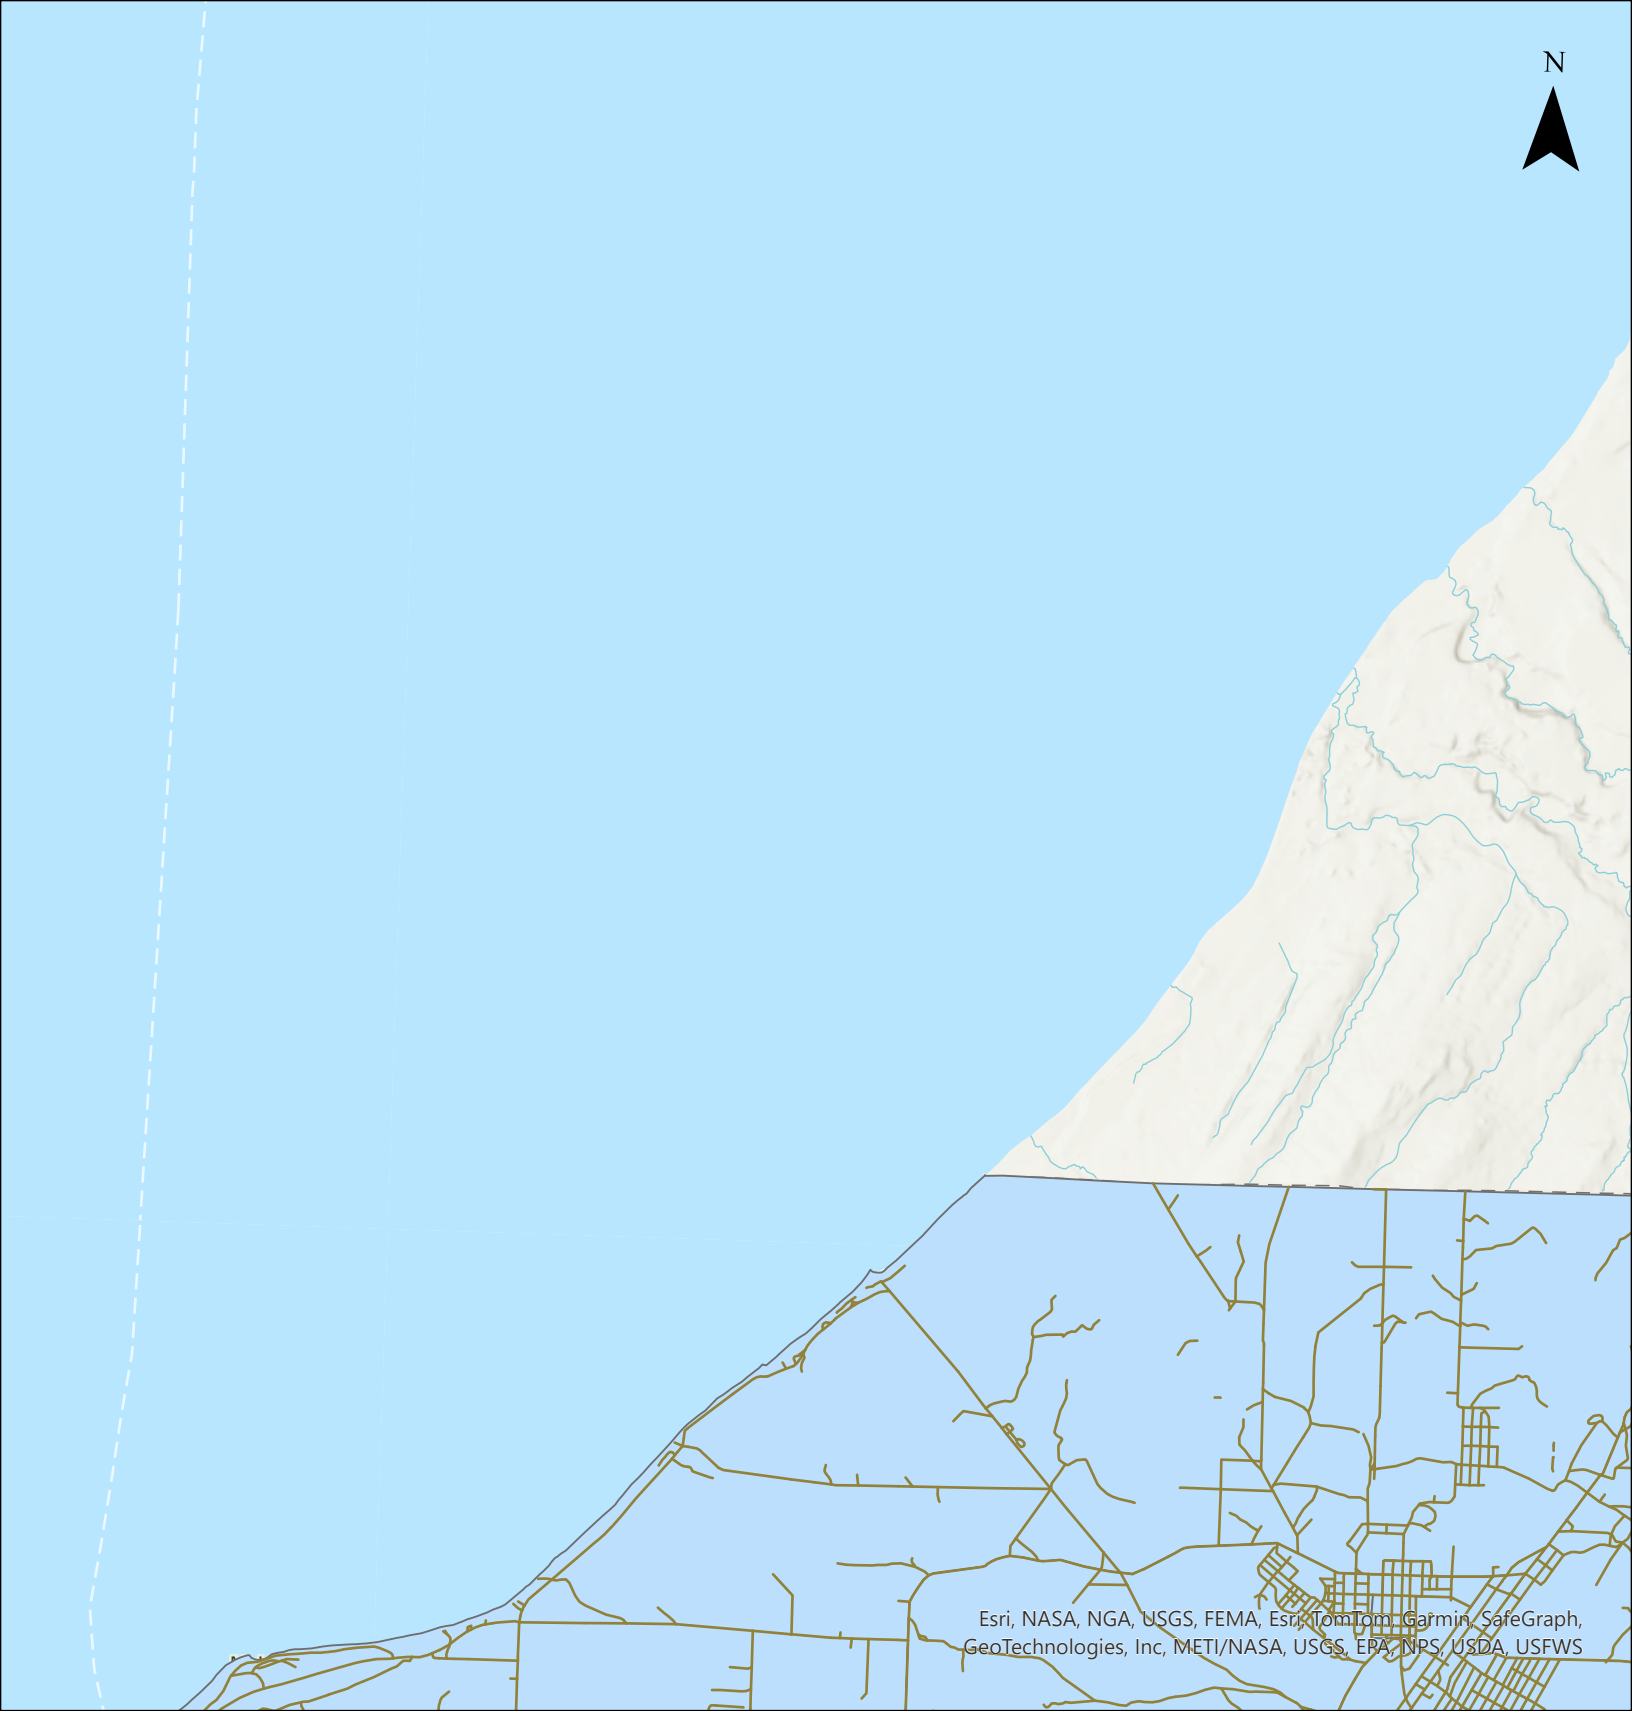 N
Esri, NASA, NGA, USGS, FEMA, Esri, TomTom, Garmin, SafeGraph,
GeoTechnologies, Inc, METI/NASA, USGS, EPA, NPS, USDA, USFWS